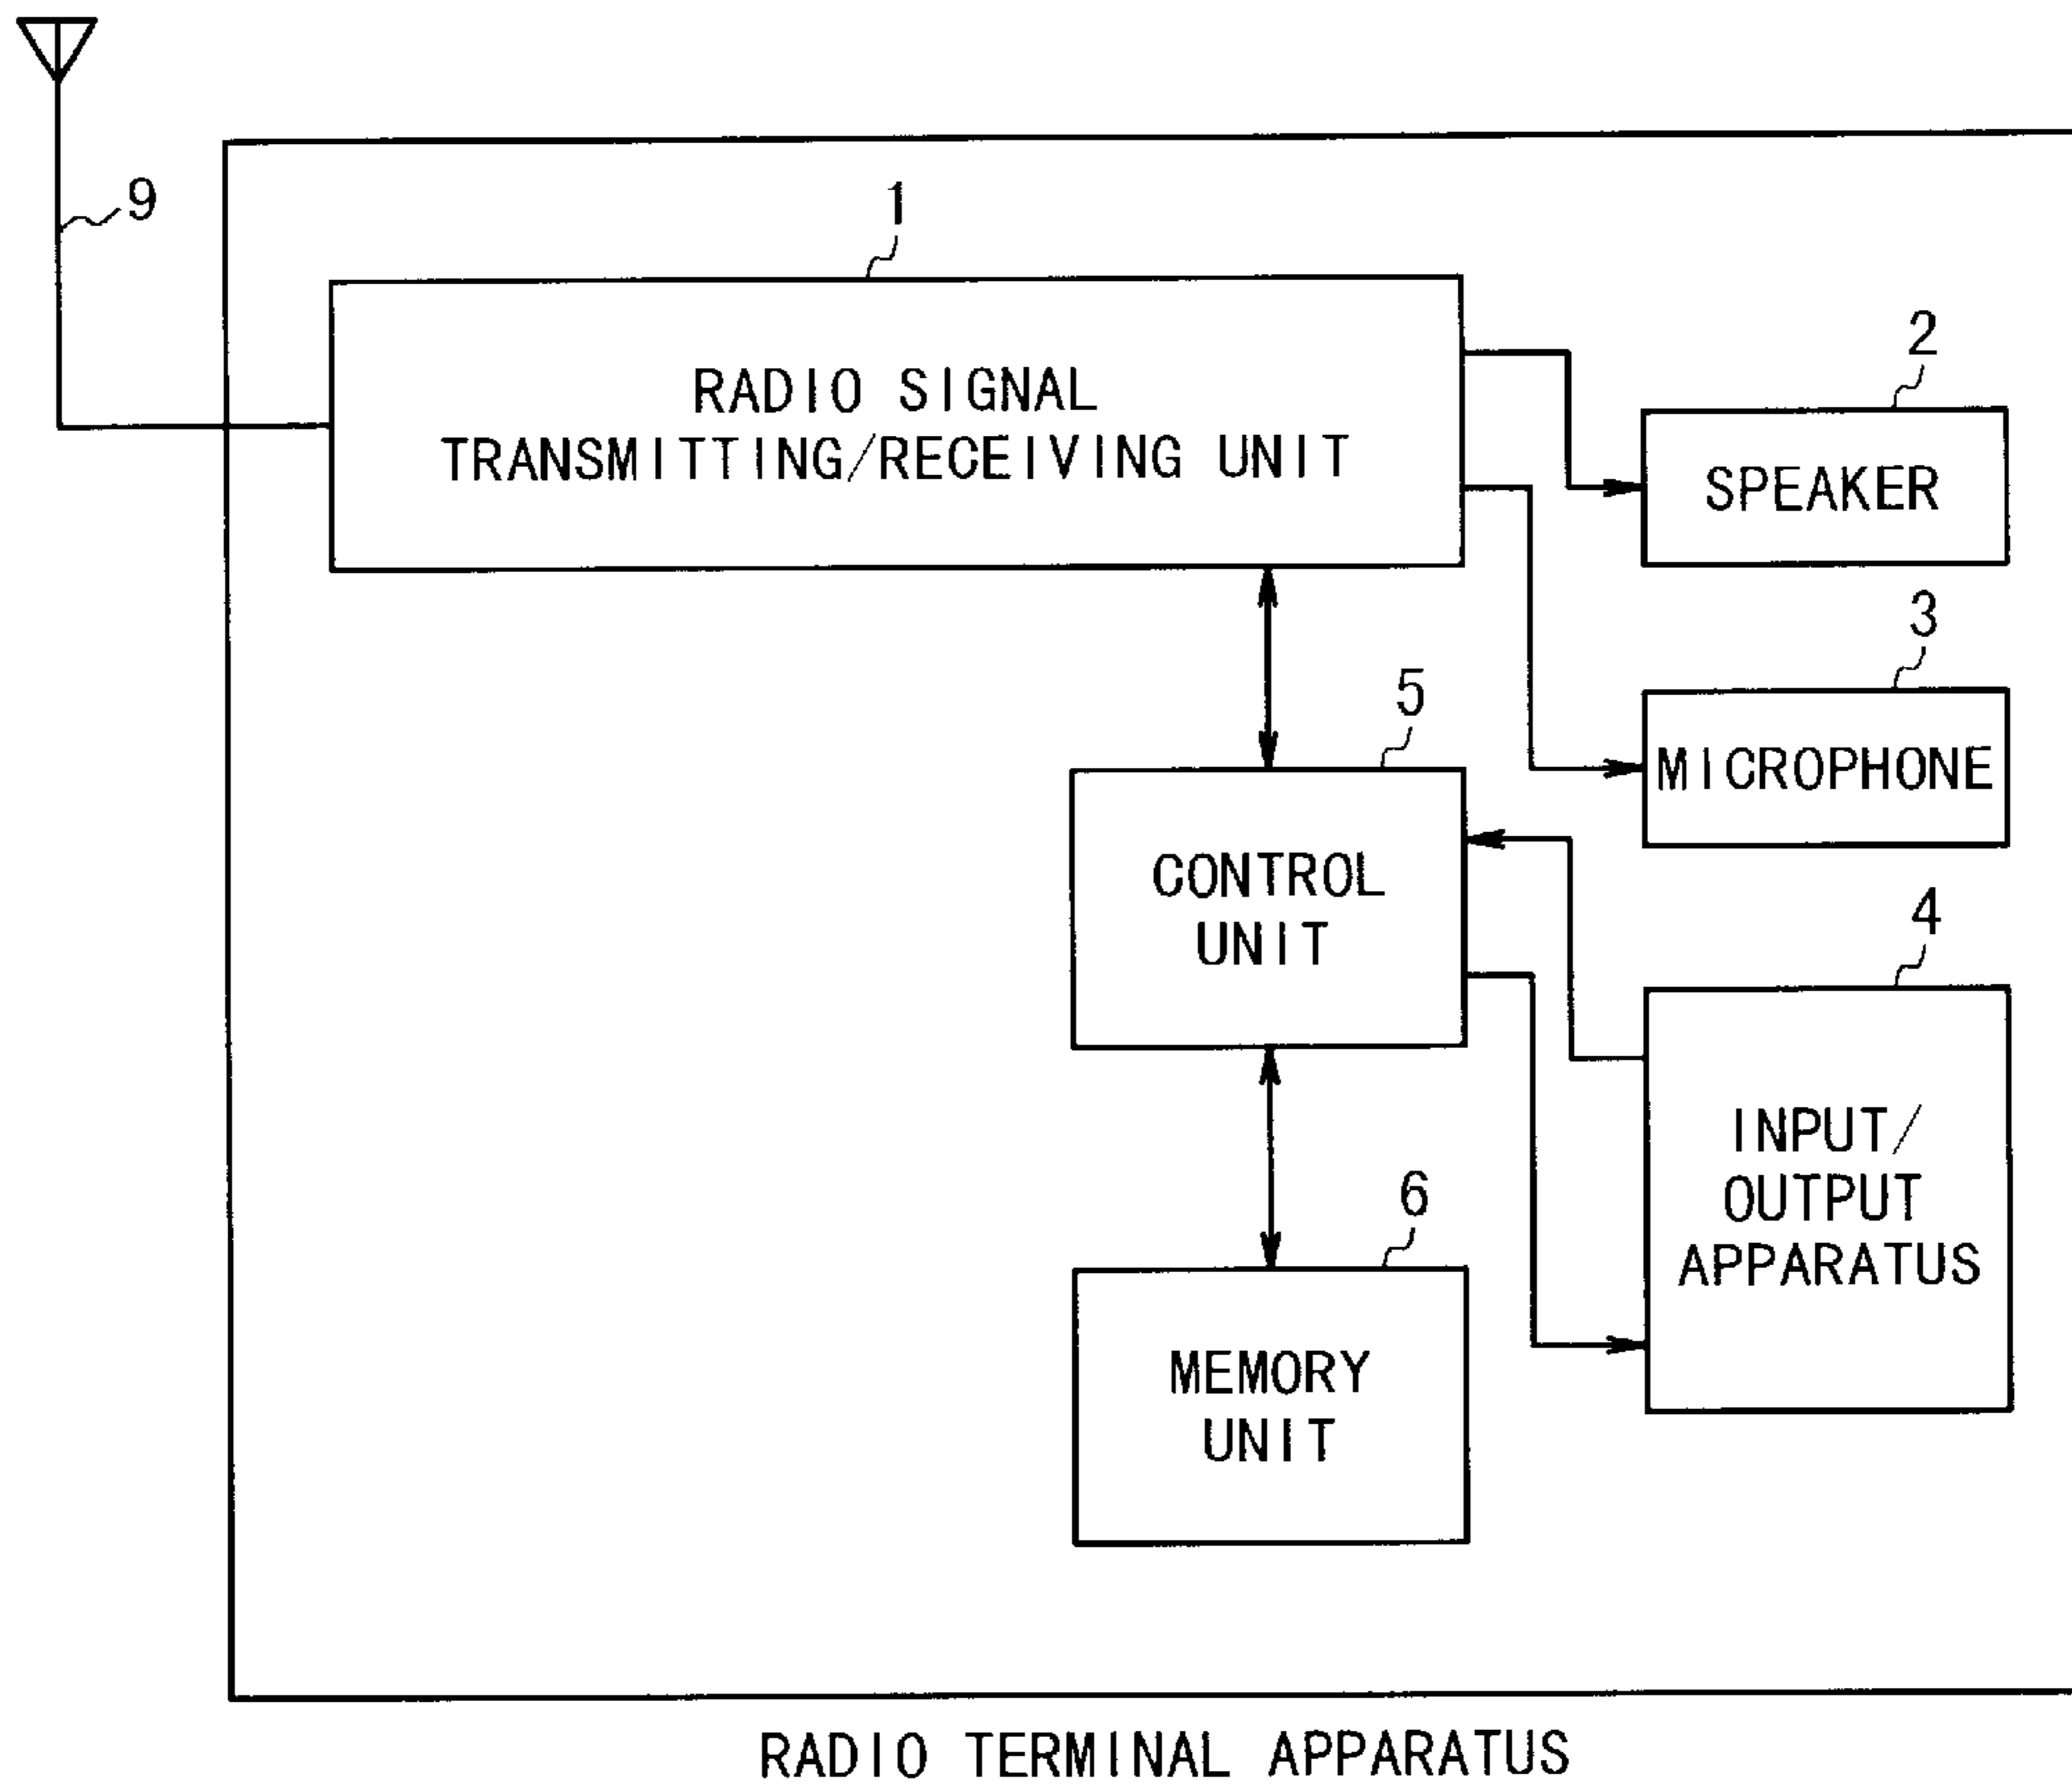 9
1
RADIO SIGNAL
TRANSMITTING/RECEIVING UNIT
2
SPEAKER
3
MICROPHONE
5
CONTROL
UNIT
4
INPUT/
OUTPUT
APPARATUS
6
MEMORY
UNIT
RADIO TERMINAL APPARATUS